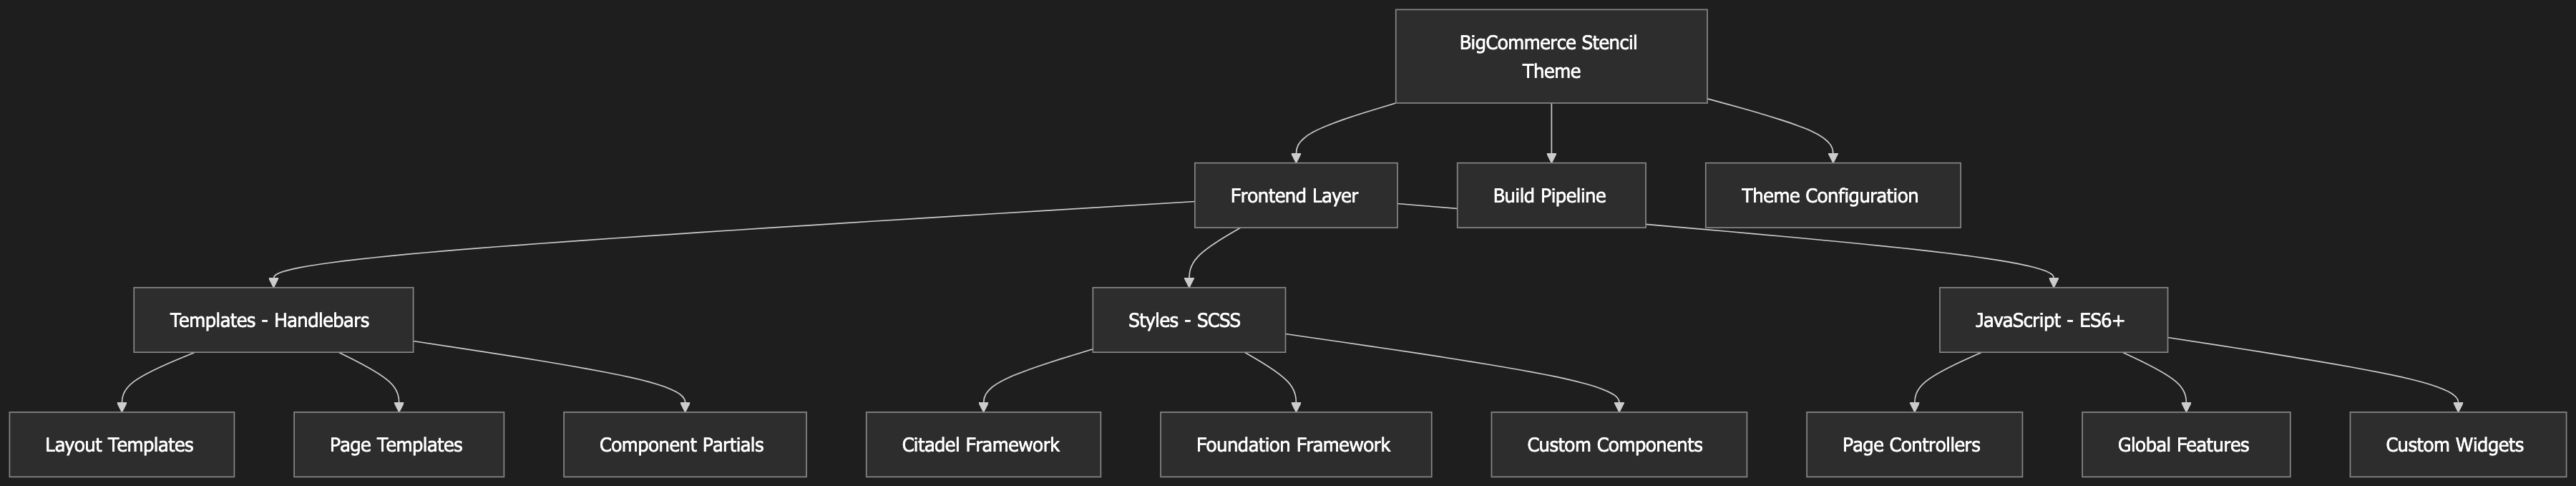 BigCommerce Stencil
Theme
Frontend Layer
Build Pipeline
Theme Configuration
Templates - Handlebars
Styles - SCSS
JavaScript - ES6+
Layout Templates
Page Templates
Component Partials
Citadel Framework
Foundation Framework
Custom Components
Page Controllers
Global Features
Custom Widgets